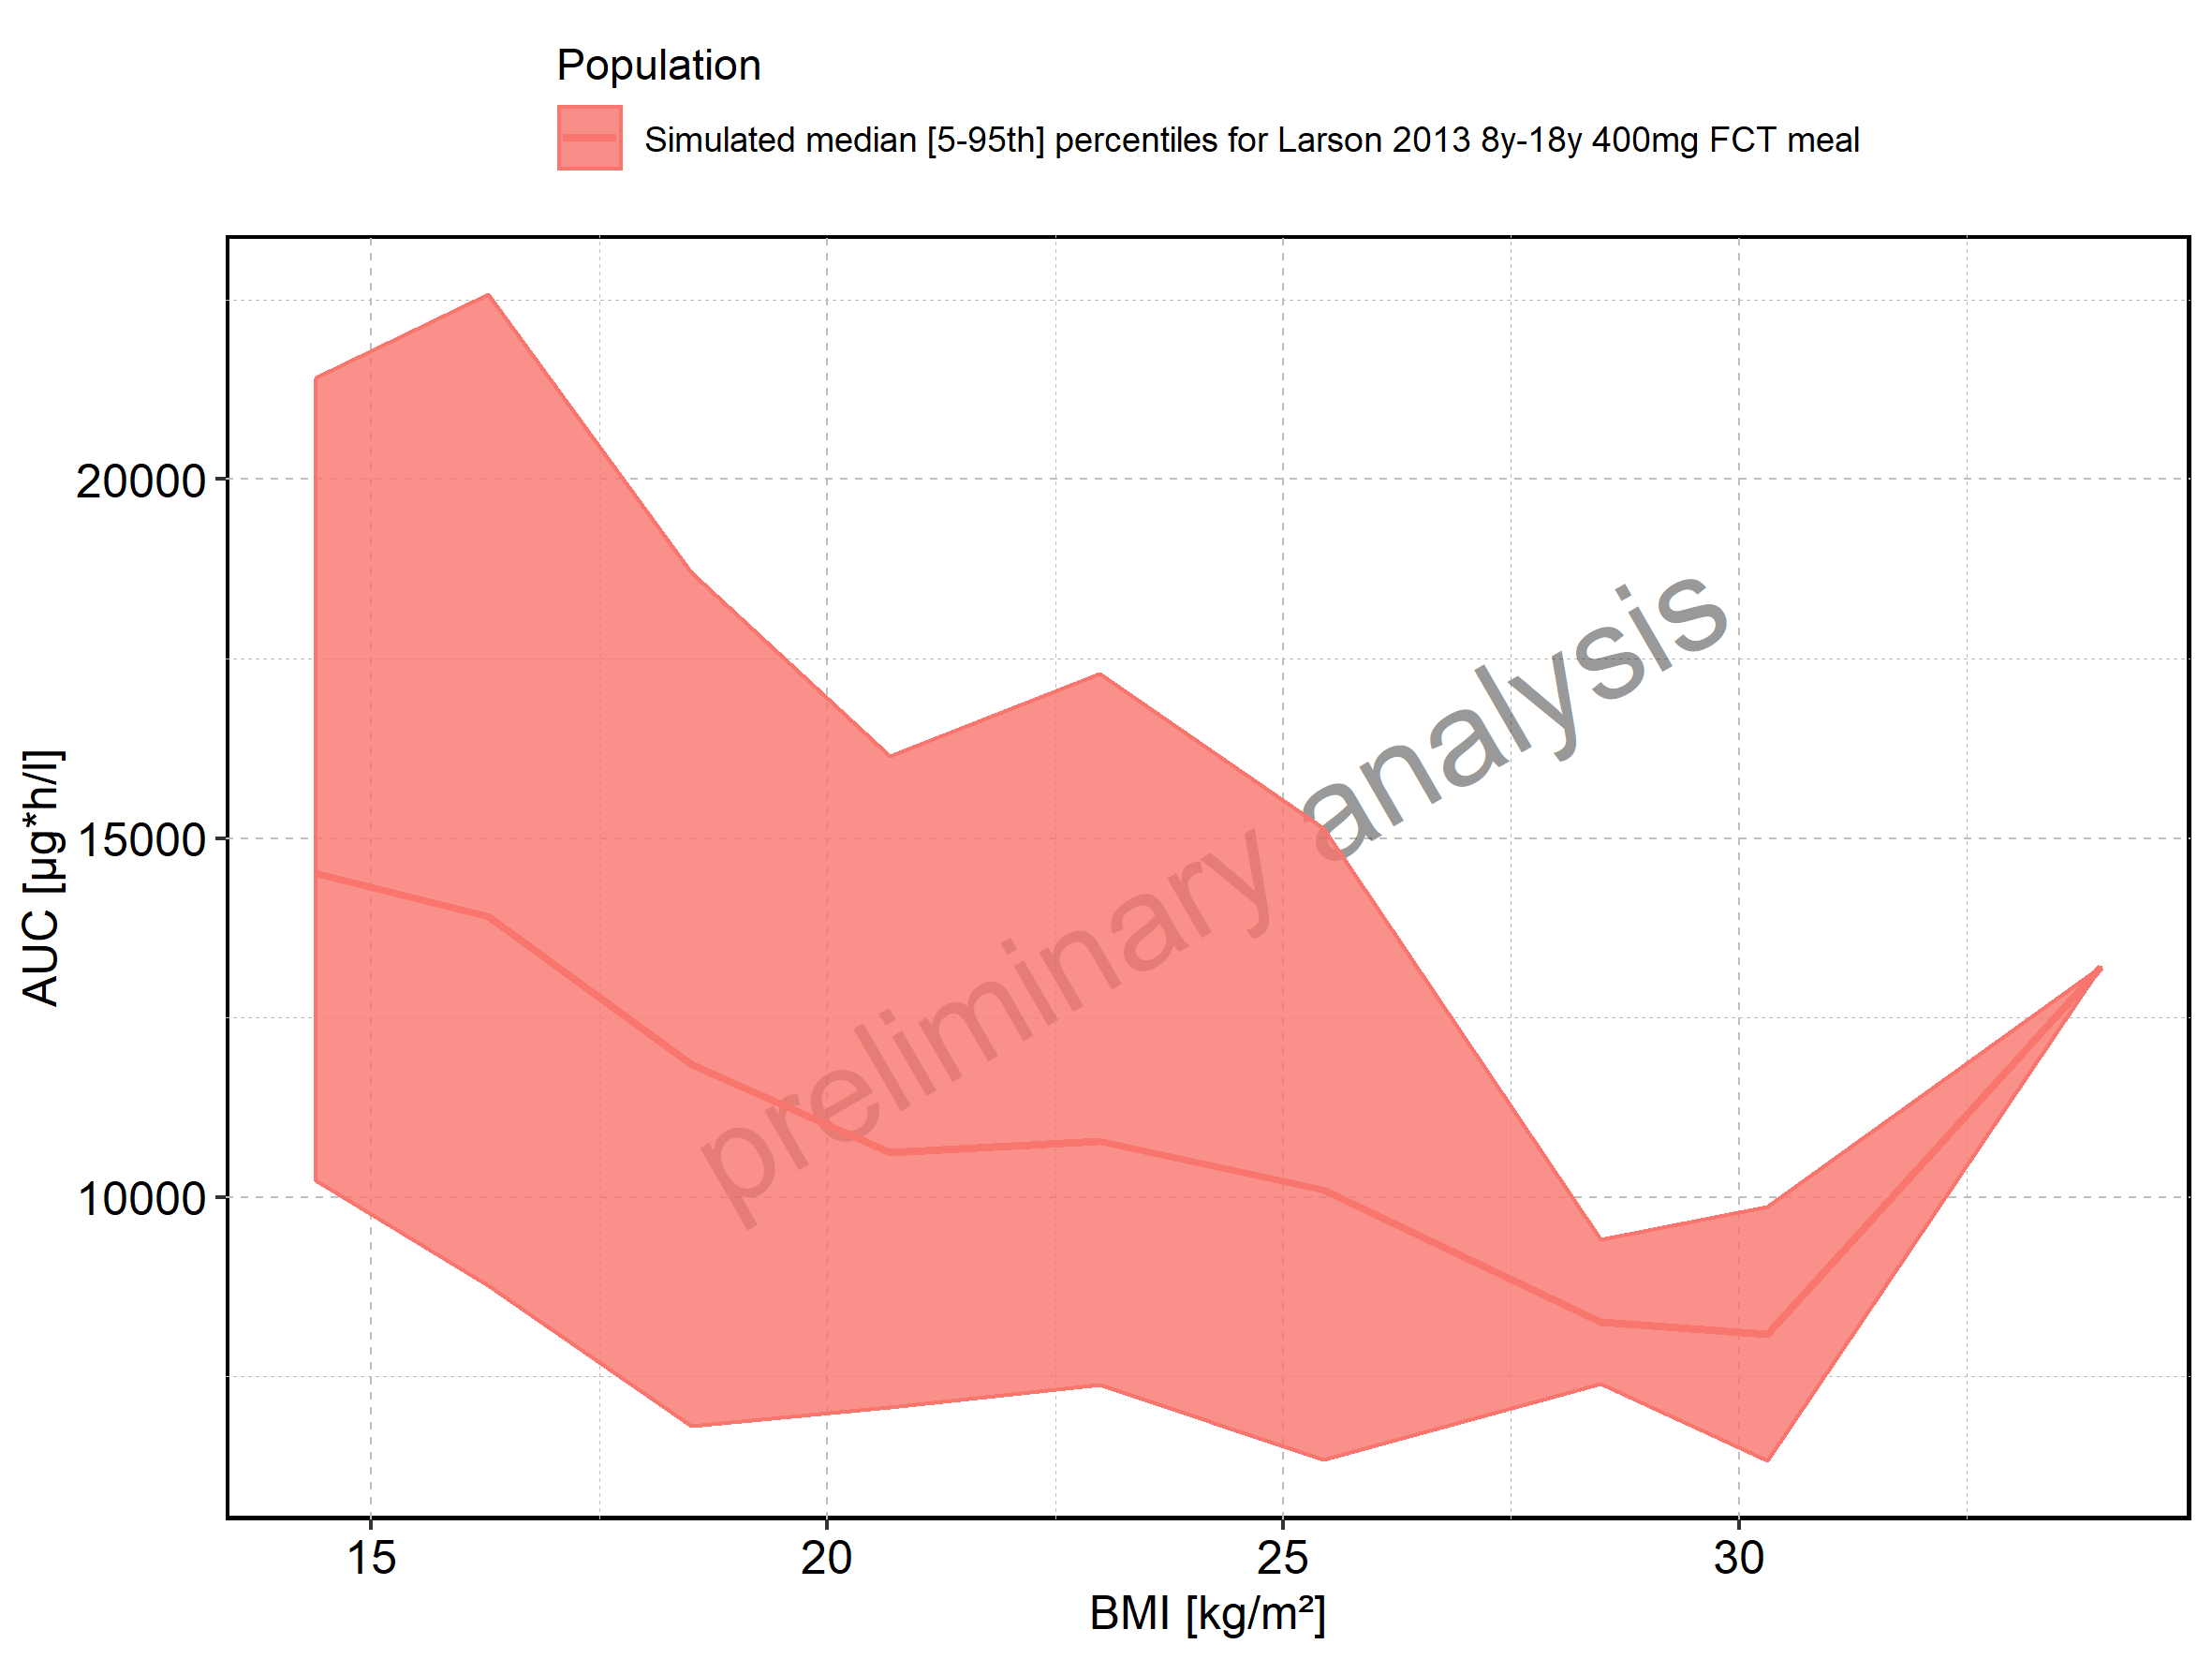 Population
Simulated median [5-95th] percentiles for Larson 2013 8y-18y 400mg FCT meal
AUC [µg*h/l]
20000
15000
10000
preliminary analysis
15
20
25
30
BMI [kg/m²]